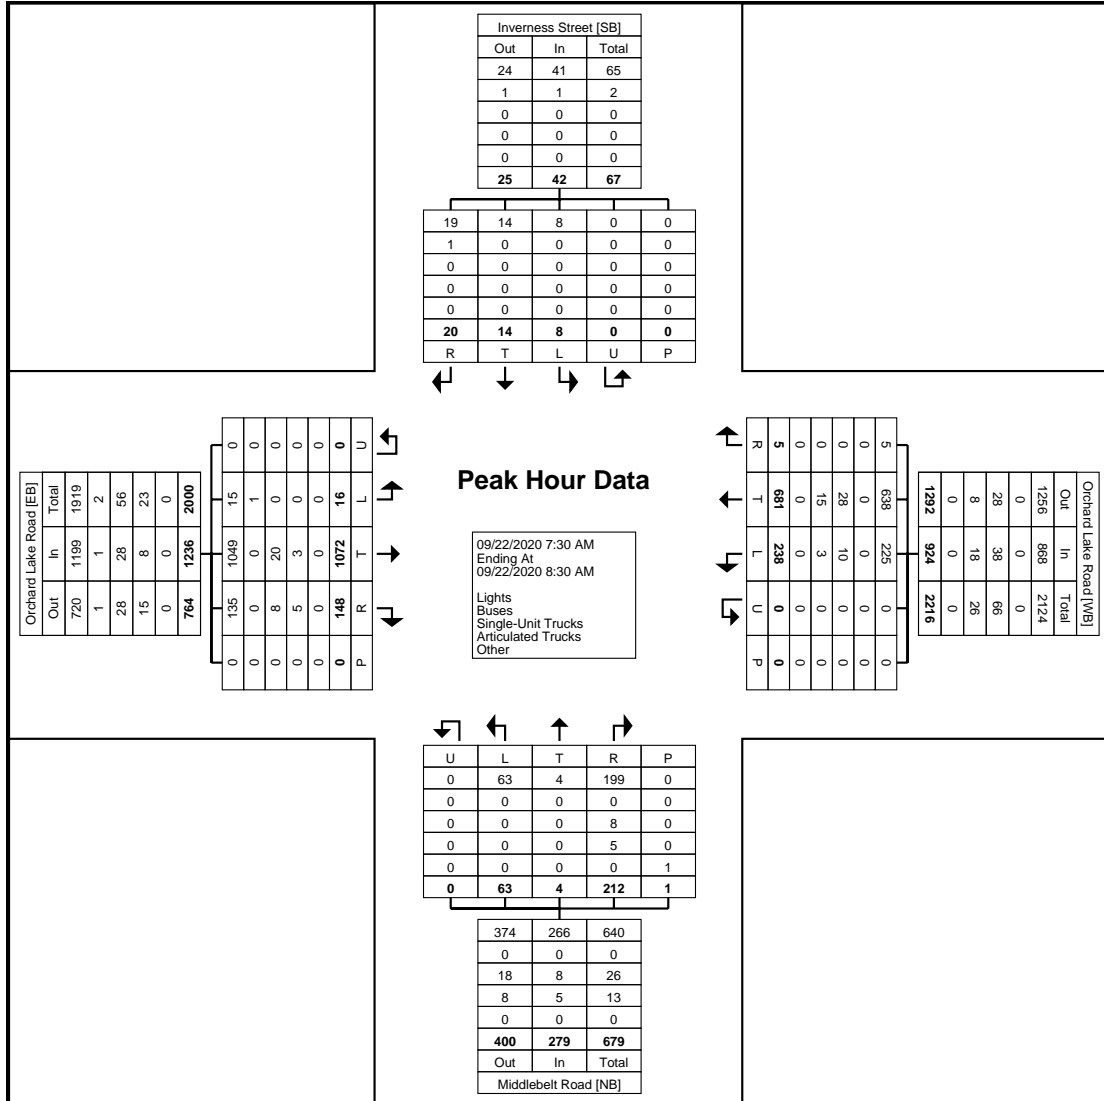 Inverness Street [SB]
Out In Total
24 41 65
1 1 2
0 0 0
0 0 0
0 0 0
25 42 67
19 14 8 0 0
1 0 0 0 0
0 0 0 0 0
0 0 0 0 0
0 0 0 0 0
20 14 8 0 0
R T L U P
Orchard Lake Road [EB]
Out In Total
720 1199 1919
1 1 2
28 28 56
15 8 23
0 0 0
764 1236 2000
0 135 1049 15 0
0 0 0 1 0
0 8 20 0 0
0 5 3 0 0
0 0 0 0 0
0 148 1072 16 0
P R T L U
Peak Hour Data
09/22/2020 7:30 AM
Ending At
09/22/2020 8:30 AM
Lights
Buses
Single-Unit Trucks
Articulated Trucks
Other
Orchard Lake Road [WB]
Out In Total
1256 868 2124
0 0 0
28 38 66
8 18 26
0 0 0
1292 924 2216
5 638 225 0 0
0 0 0 0 0
0 28 10 0 0
0 15 3 0 0
0 0 0 0 0
5 681 238 0 0
R T L U P
U L T R P
0 63 4 199 0
0 0 0 0 0
0 0 0 8 0
0 0 0 5 0
0 0 0 0 1
0 63 4 212 1
374 266 640
0 0 0
18 8 26
8 5 13
0 0 0
400 279 679
Out In Total
Middlebelt Road [NB]